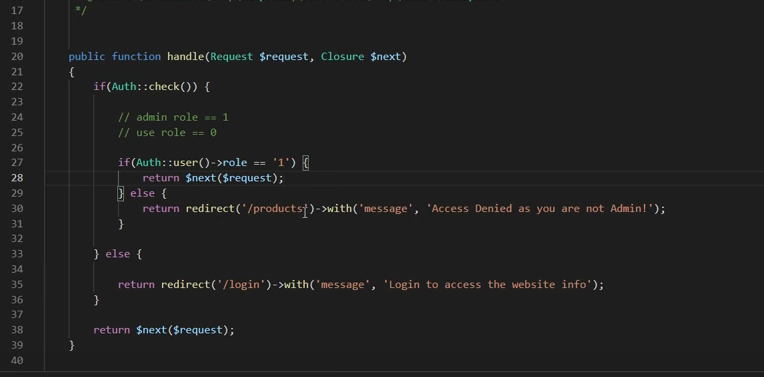 17 */
18
19
20 public function handle(Request $request, Closure $next)
21 {
22 if(Auth::check()) {
23
24 // admin role == 1
25 // use role == 0
26
27 if(Auth::user()->role == '1') {
28 return $next($request);
29 } else {
30 return redirect('/products')->with('message', 'Access Denied as you are not Admin!');
31 }
32
33 } else {
34
35 return redirect('/login')->with('message', 'Login to access the website info');
36 }
37
38 return $next($request);
39 }
40